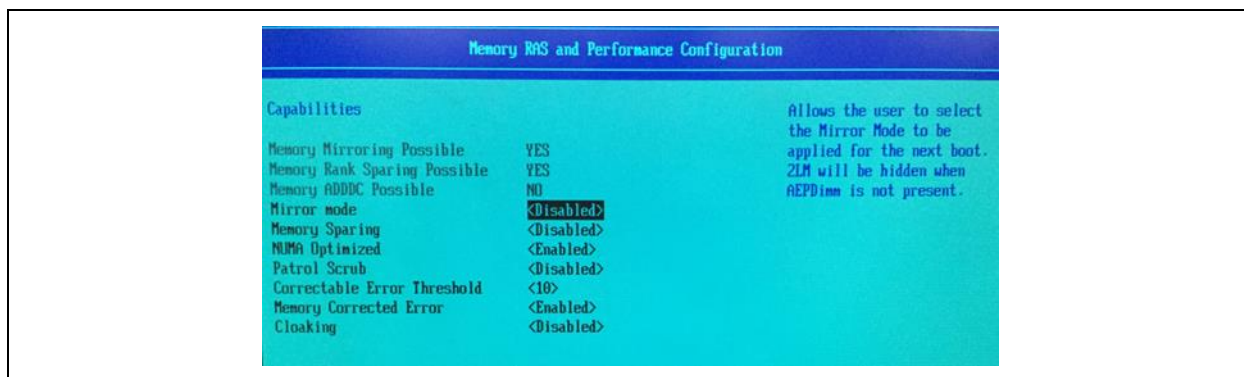 Memory RAS and Performance Configuration
Capabilities
Memory Mirroring Possible YES
Memory Rank Sparing Possible YES
Memory ADDDC Possible NO
Mirror mode <Disabled>
Memory Sparing <Disabled>
NUMA Optimized <Enabled>
Patrol Scrub <Disabled>
Correctable Error Threshold <10>
Memory Corrected Error <Enabled>
Cloaking <Disabled>
Allows the user to select
the Mirror Mode to be
applied for the next boot.
2LM will be hidden when
AEPDimm is not present.